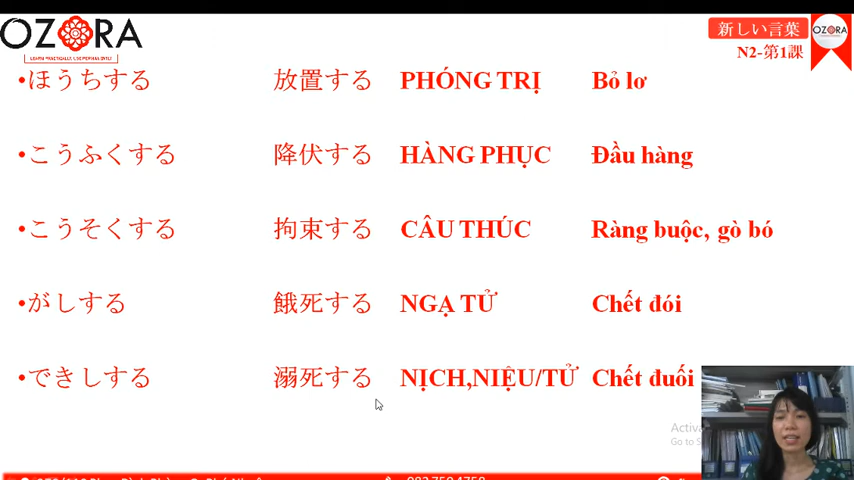 OZORA
新しい言葉
OZORA
N2-第1課
•ほうちする 放置する PHÓNG TRỊ Bỏ lơ
•こうふくする 降伏する HÀNG PHỤC Đầu hàng
•こうそくする 拘束する CÂU THÚC Ràng buộc, gò bó
•がしする 餓死する NGẠ TỬ Chết đói
•できしする 溺死する NỊCH,NIỆU/TỬ Chết đuối
Activa
Go to S